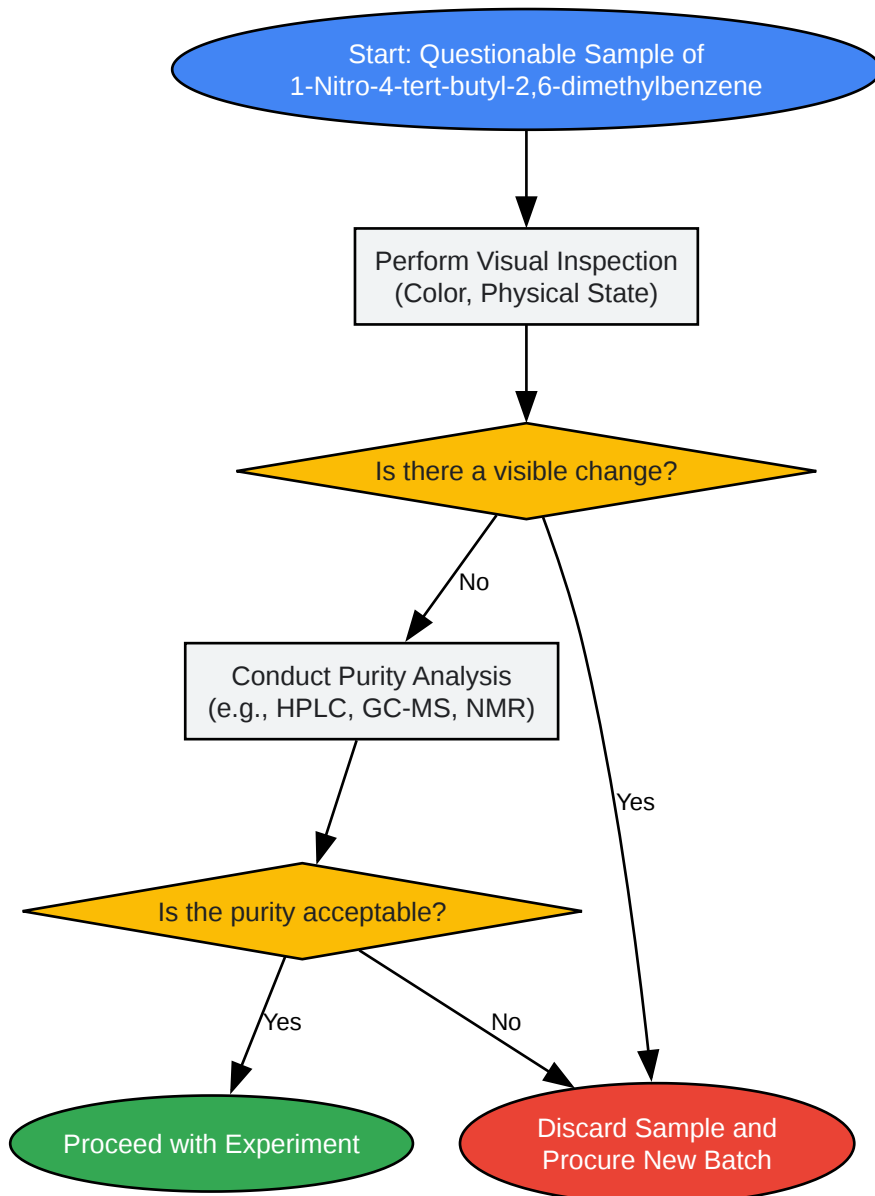 Start: Questionable Sample of
1-Nitro-4-tert-butyl-2,6-dimethylbenzene
Perform Visual Inspection
(Color, Physical State)
Is there a visible change?
No
Conduct Purity Analysis
(e.g., HPLC, GC-MS, NMR)
Yes
Is the purity acceptable?
Yes
No
Proceed with Experiment
Discard Sample and
Procure New Batch